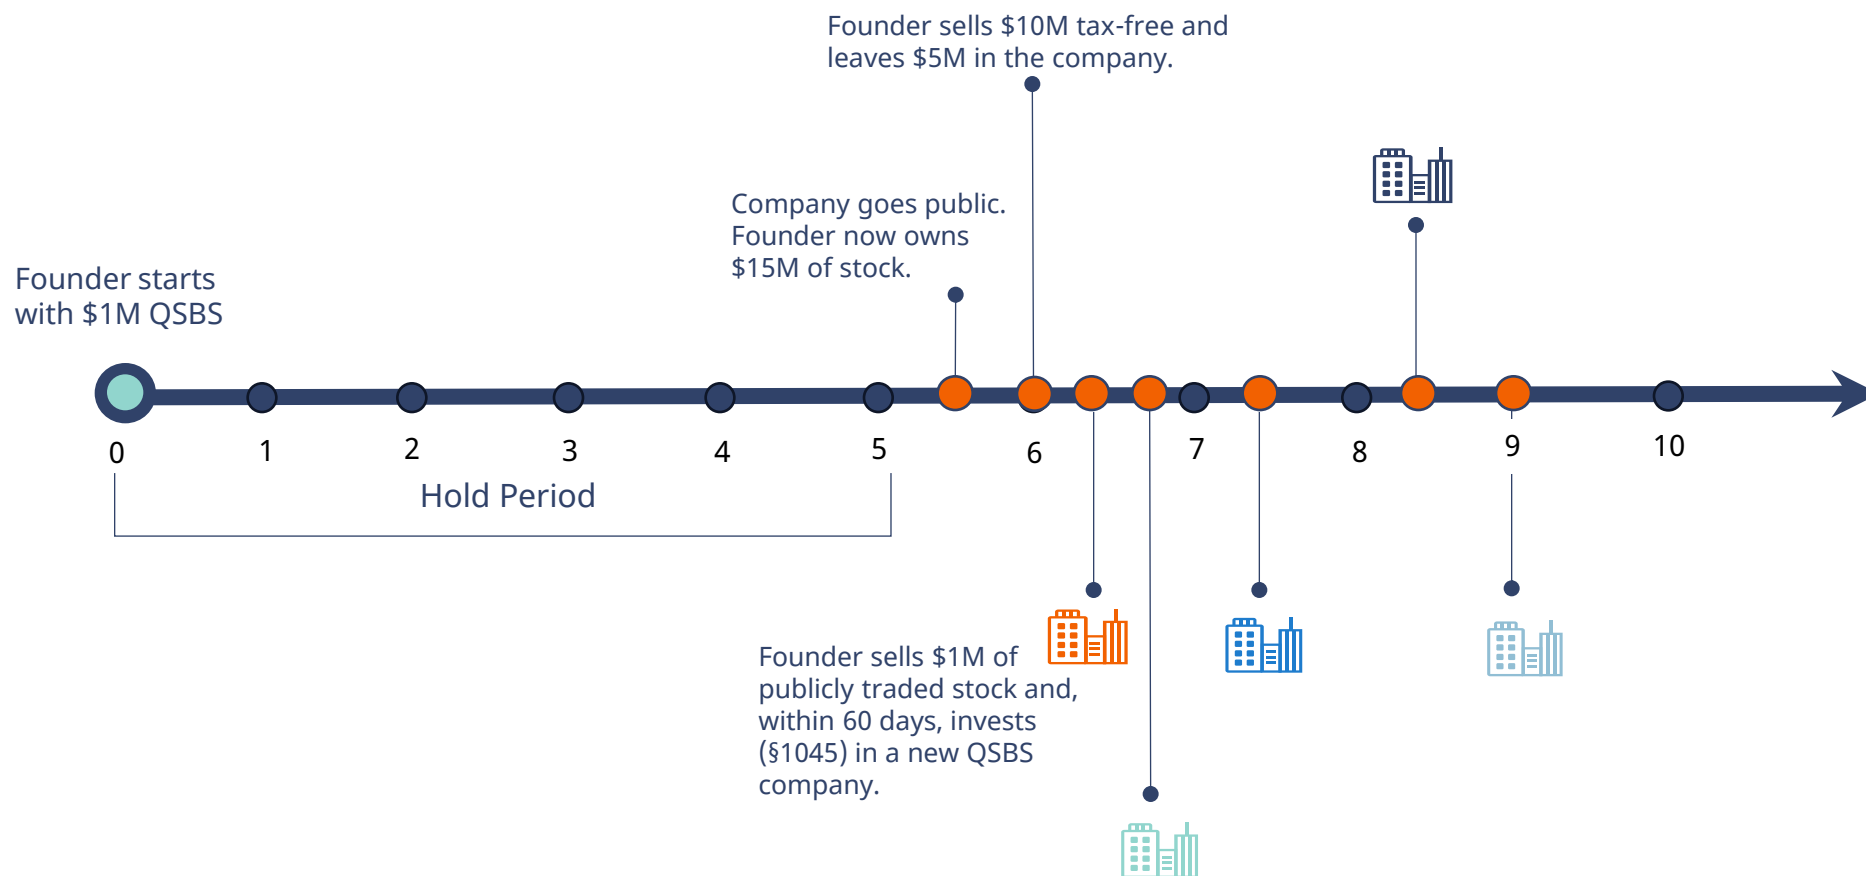 Founder sells $10M tax-free and
leaves $5M in the company.
Company goes public.
Founder now owns
$15M of stock.
Founder starts
with $1M QSBS
0
1
2
3
4
5
6
7
8
9
10
Hold Period
Founder sells $1M of
publicly traded stock and,
within 60 days, invests
(§1045) in a new QSBS
company.